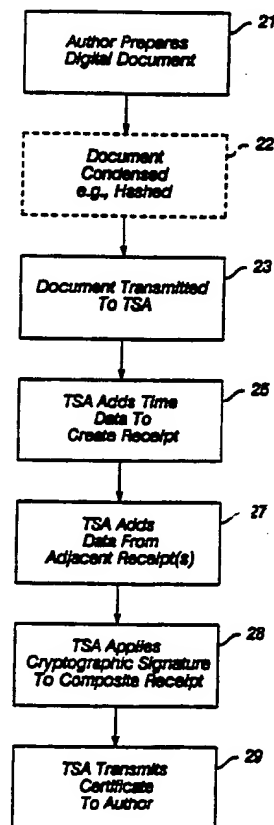 21
Author Prepares
Digital Document
22
Document
Condensed
e.g., Hashed
23
Document Transmitted
To TSA
25
TSA Adds Time
Data To
Create Receipt
27
TSA Adds
Data From
Adjacent Receipt(s)
28
TSA Applies
Cryptographic Signature
To Composite Receipt
29
TSA Transmits
Certificate
To Author